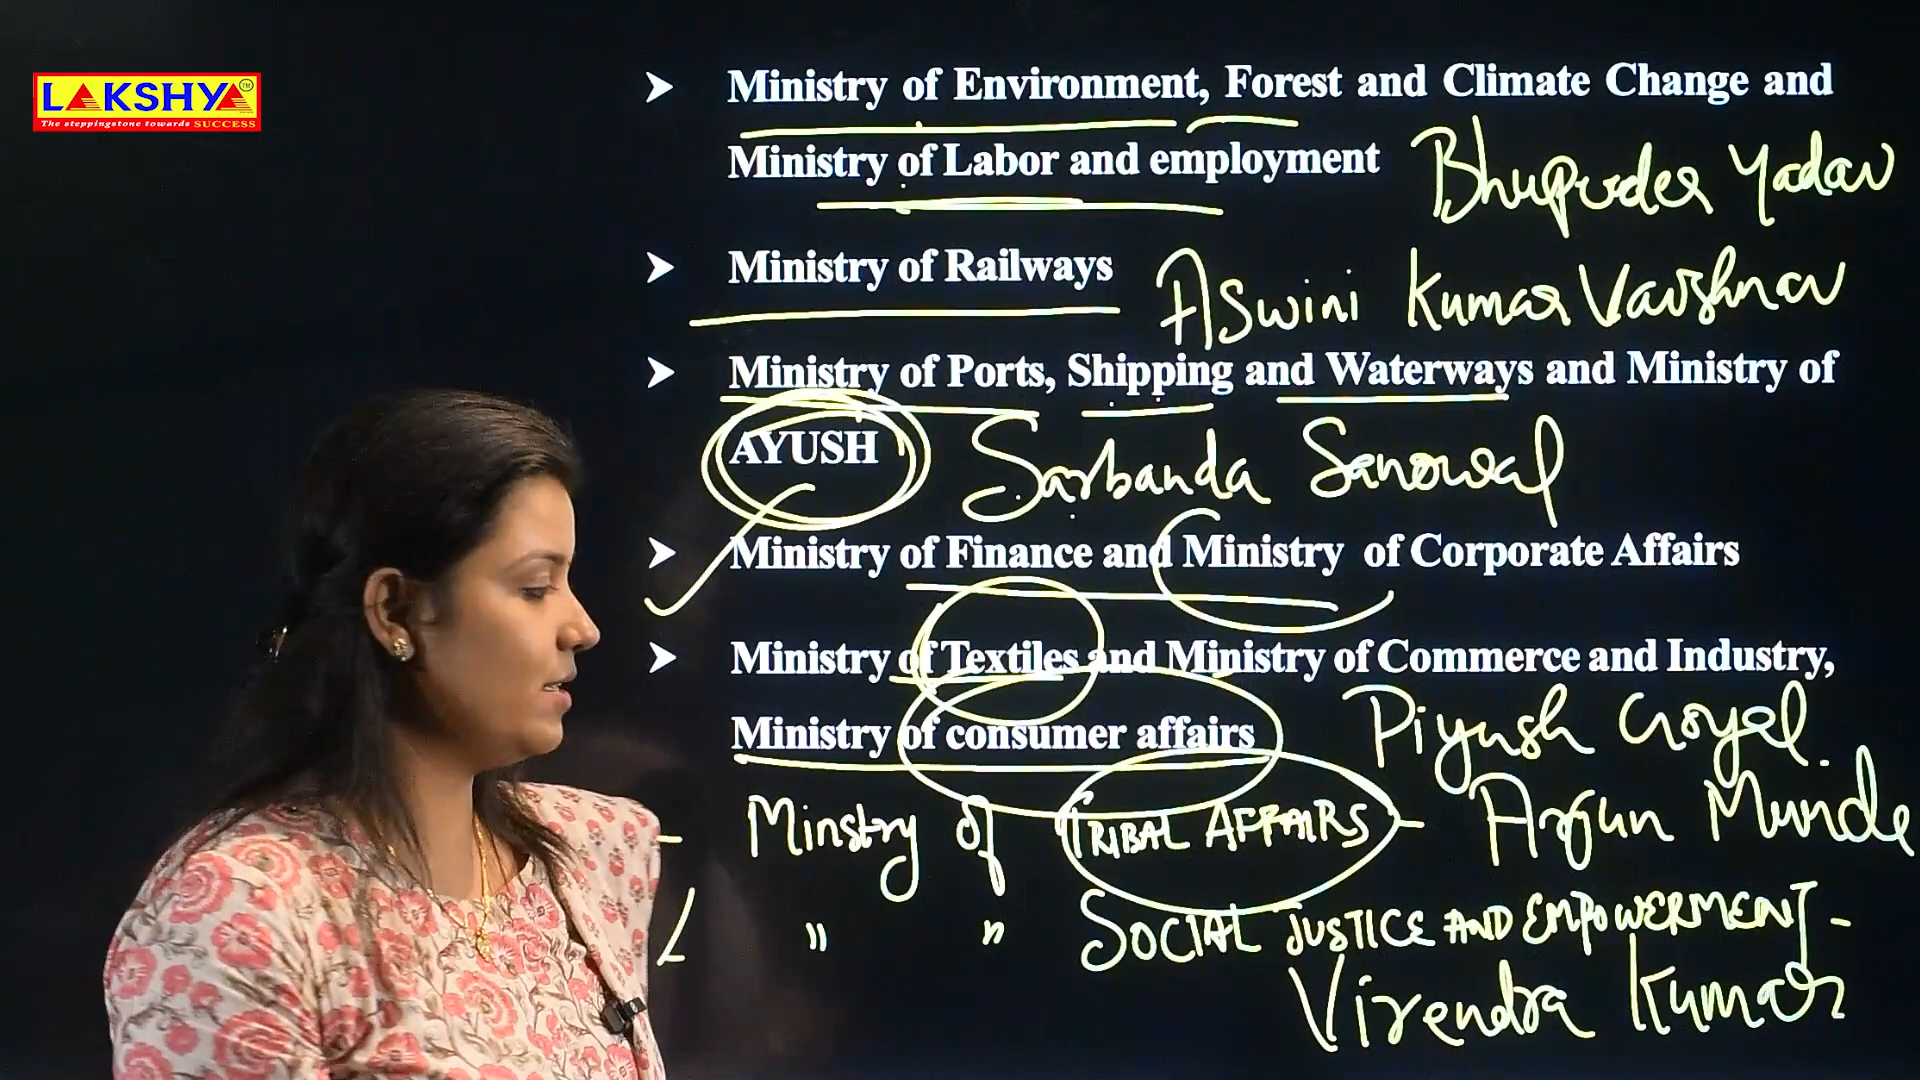 LAKSHYA TM
The steppingstone towards SUCCESS
➤ Ministry of Environment, Forest and Climate Change and
Ministry of Labor and employment Bhupender Yadav
➤ Ministry of Railways Aswini Kumar Vaishnav
➤ Ministry of Ports, Shipping and Waterways and Ministry of
AYUSH Sarbanda Sanowal
➤ Ministry of Finance and Ministry of Corporate Affairs
➤ Ministry of Textiles and Ministry of Commerce and Industry,
Ministry of consumer affairs Piyush Goyel.
- Minstry of TRIBAL AFFAIRS - Arjun Munde
" " SOCIAL JUSTICE AND EMPOWERMENT -
Virendra Kumar